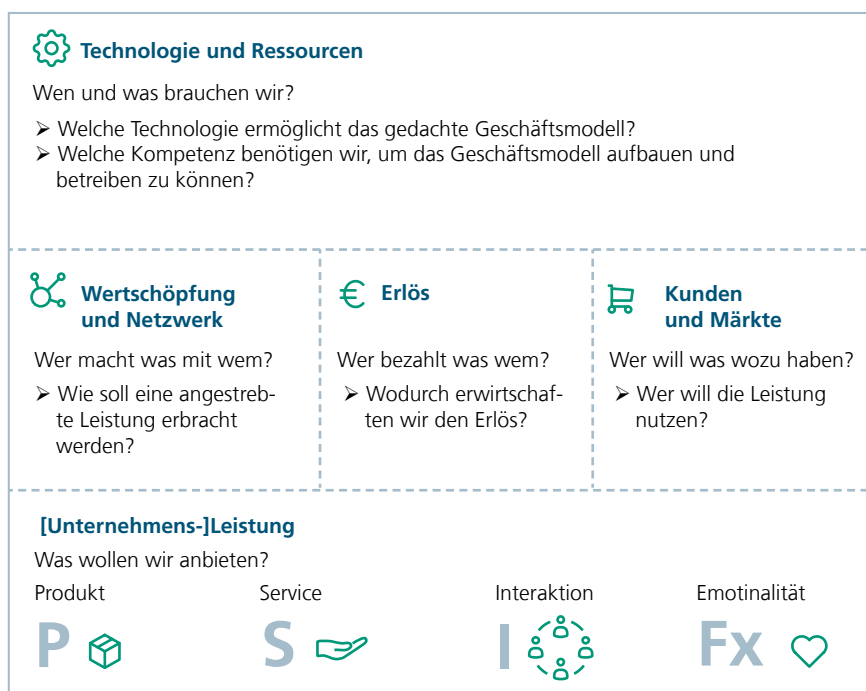 Technologie und Ressourcen
Wen und was brauchen wir?
➢ Welche Technologie ermöglicht das gedachte Geschäftsmodell?
➢ Welche Kompetenz benötigen wir, um das Geschäftsmodell aufbauen und
betreiben zu können?
Wertschöpfung
und Netzwerk
Wer macht was mit wem?
➢ Wie soll eine angestreb-
te Leistung erbracht
werden?
€ Erlös
Wer bezahlt was wem?
➢ Wodurch erwirtschaf-
ten wir den Erlös?
Kunden
und Märkte
Wer will was wozu haben?
➢ Wer will die Leistung
nutzen?
[Unternehmens-]Leistung
Was wollen wir anbieten?
Produkt
P
Service
S
Interaktion
I
Emotinalität
Fx